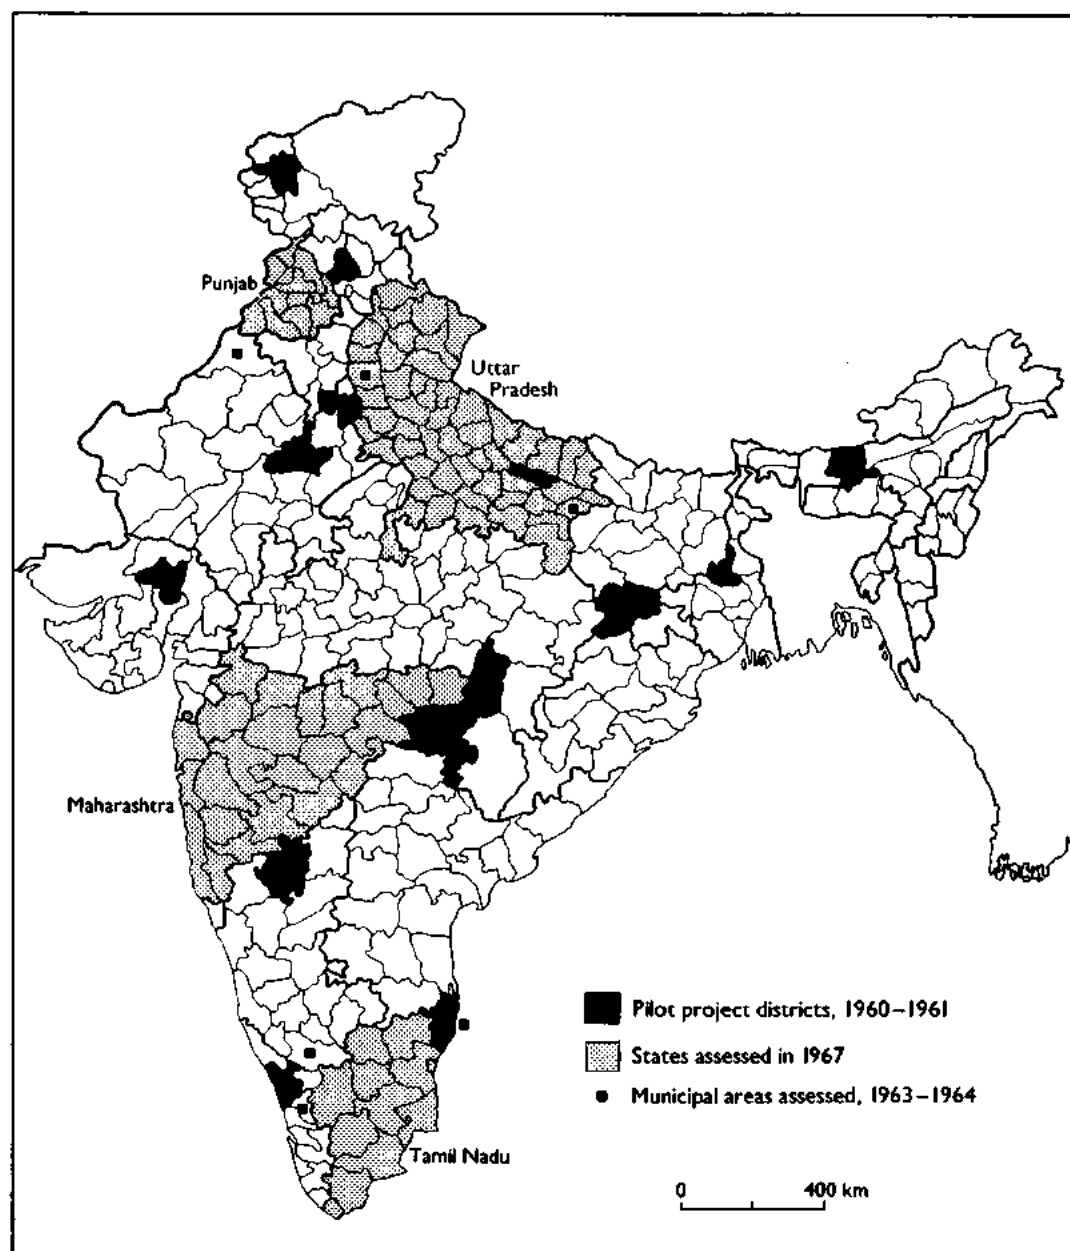 Punjab
Uttar
Pradesh
Maharashtra
Tamil Nadu
Pilot project districts, 1960–1961
States assessed in 1967
Municipal areas assessed, 1963–1964
0 400 km